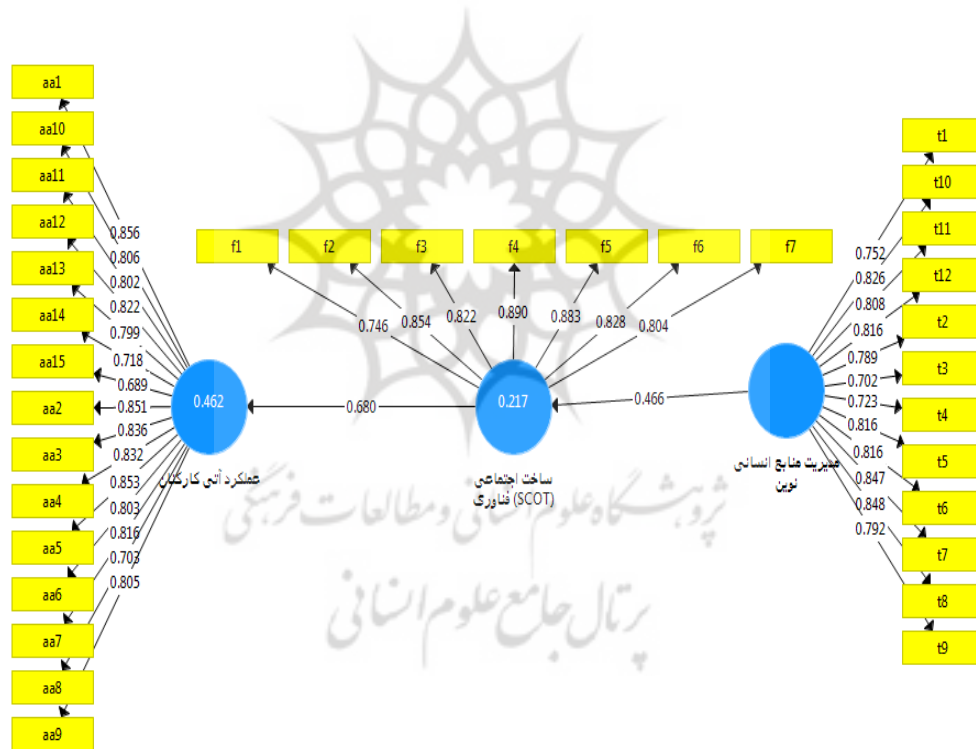 aa1
aa10
aa11
aa12
aa13
aa14
aa15
aa2
aa3
aa4
aa5
aa6
aa7
aa8
aa9
0.856
0.806
0.802
0.822
0.799
0.718
0.689
0.851
0.836
0.832
0.853
0.803
0.816
0.703
0.805
0.462
عملکرد آتی کارکنان
0.680
f1
f2
f3
f4
f5
f6
f7
0.746
0.854
0.822
0.890
0.883
0.828
0.804
0.217
ساخت اجتماعی
فناوری (SCOT)
0.466
مدیریت منابع انسانی
نوین
0.752
0.826
0.808
0.816
0.789
0.702
0.723
0.816
0.816
0.847
0.848
0.792
t1
t10
t11
t12
t2
t3
t4
t5
t6
t7
t8
t9
پژوهشگاه علوم انسانی و مطالعات فرهنگی
پرتال جامع علوم انسانی